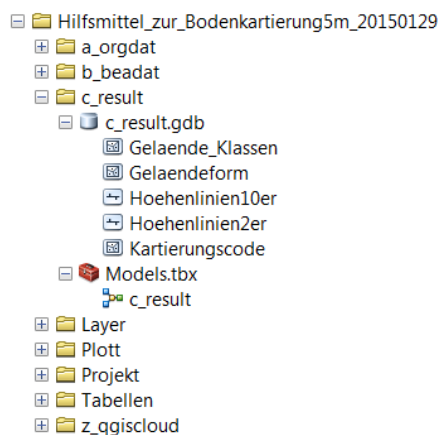 Hilfsmittel_zur_Bodenkartierung5m_20150129
a_orgdat
b_beadat
c_result
c_result.gdb
Gelaende_Klassen
Gelaendeform
Hoehenlinien10er
Hoehenlinien2er
Kartierungscode
Models.tbx
c_result
Layer
Plott
Projekt
Tabellen
z_qgiscloud